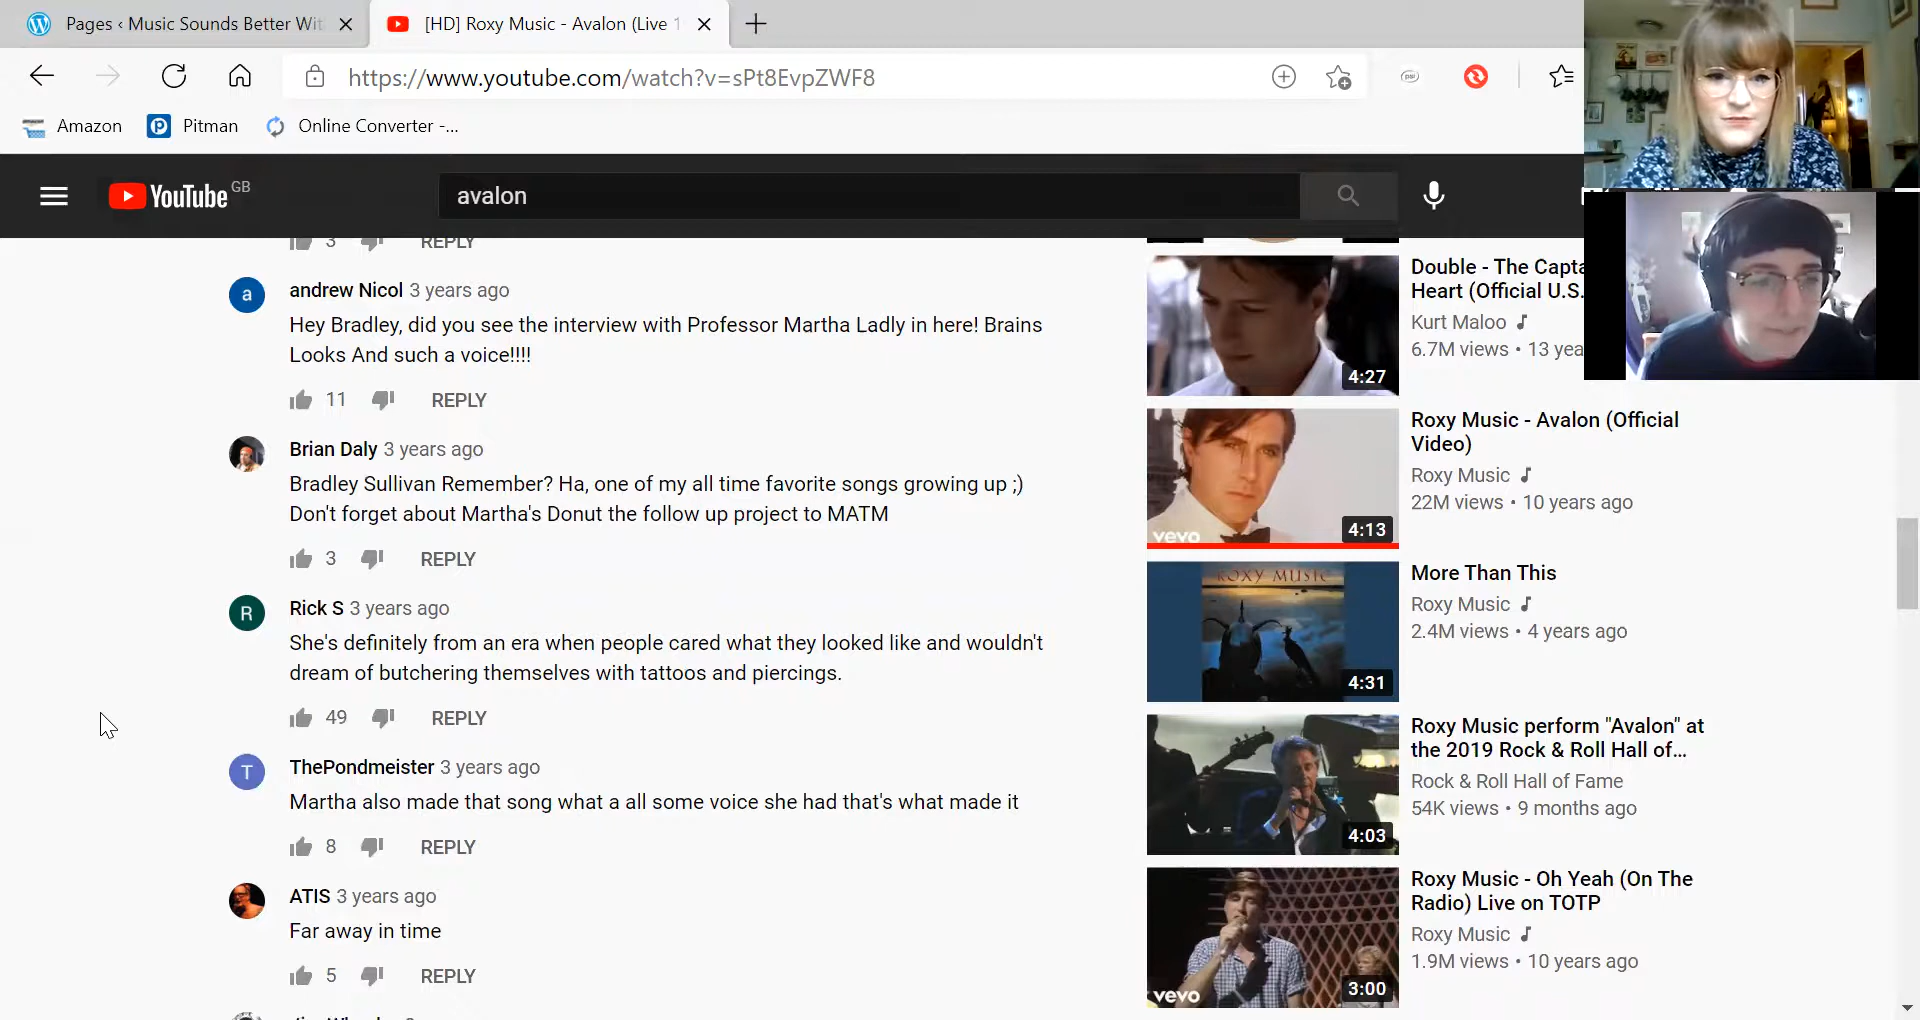 Pages ‹ Music Sounds Better Wit
[HD] Roxy Music - Avalon (Live 1
https://www.youtube.com/watch?v=sPt8EvpZWF8
Amazon
Pitman
Online Converter -...
YouTube GB
avalon
3 REPLY
andrew Nicol 3 years ago
Hey Bradley, did you see the interview with Professor Martha Ladly in here! Brains
Looks And such a voice!!!!
11 REPLY
Brian Daly 3 years ago
Bradley Sullivan Remember? Ha, one of my all time favorite songs growing up ;)
Don't forget about Martha's Donut the follow up project to MATM
3 REPLY
R
Rick S 3 years ago
She's definitely from an era when people cared what they looked like and wouldn't
dream of butchering themselves with tattoos and piercings.
49 REPLY
T
ThePondmeister 3 years ago
Martha also made that song what a all some voice she had that's what made it
8 REPLY
ATIS 3 years ago
Far away in time
5 REPLY
Double - The Capta
Heart (Official U.S.
Kurt Maloo
6.7M views • 13 yea
4:27
Roxy Music - Avalon (Official
Video)
Roxy Music
22M views • 10 years ago
vevo
4:13
More Than This
Roxy Music
2.4M views • 4 years ago
ROXY MUSIC
4:31
Roxy Music perform "Avalon" at
the 2019 Rock & Roll Hall of...
Rock & Roll Hall of Fame
54K views • 9 months ago
4:03
Roxy Music - Oh Yeah (On The
Radio) Live on TOTP
Roxy Music
1.9M views • 10 years ago
vevo
3:00